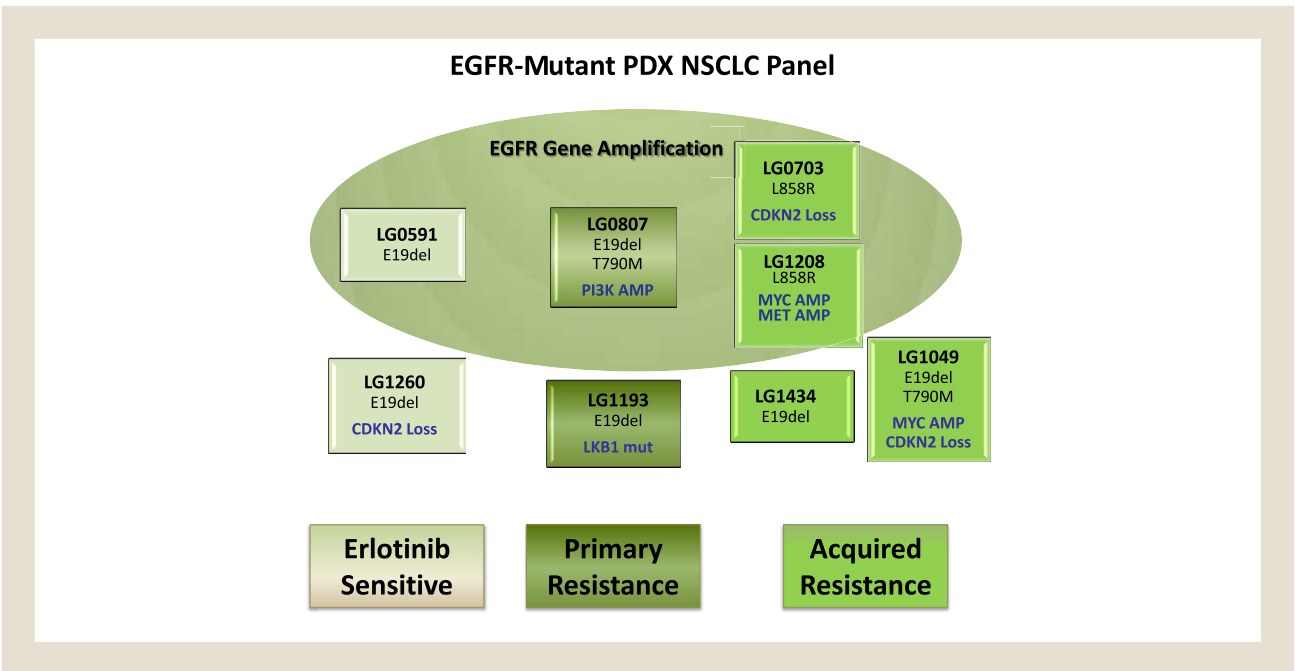 EGFR-Mutant PDX NSCLC Panel
EGFR Gene Amplification
LG0703
L858R
CDKN2 Loss
LG0591
E19del
LG0807
E19del
T790M
PI3K AMP
LG1208
L858R
MYC AMP
MET AMP
LG1260
E19del
CDKN2 Loss
LG1193
E19del
LKB1 mut
LG1434
E19del
LG1049
E19del
T790M
MYC AMP
CDKN2 Loss
Erlotinib
Sensitive
Primary
Resistance
Acquired
Resistance